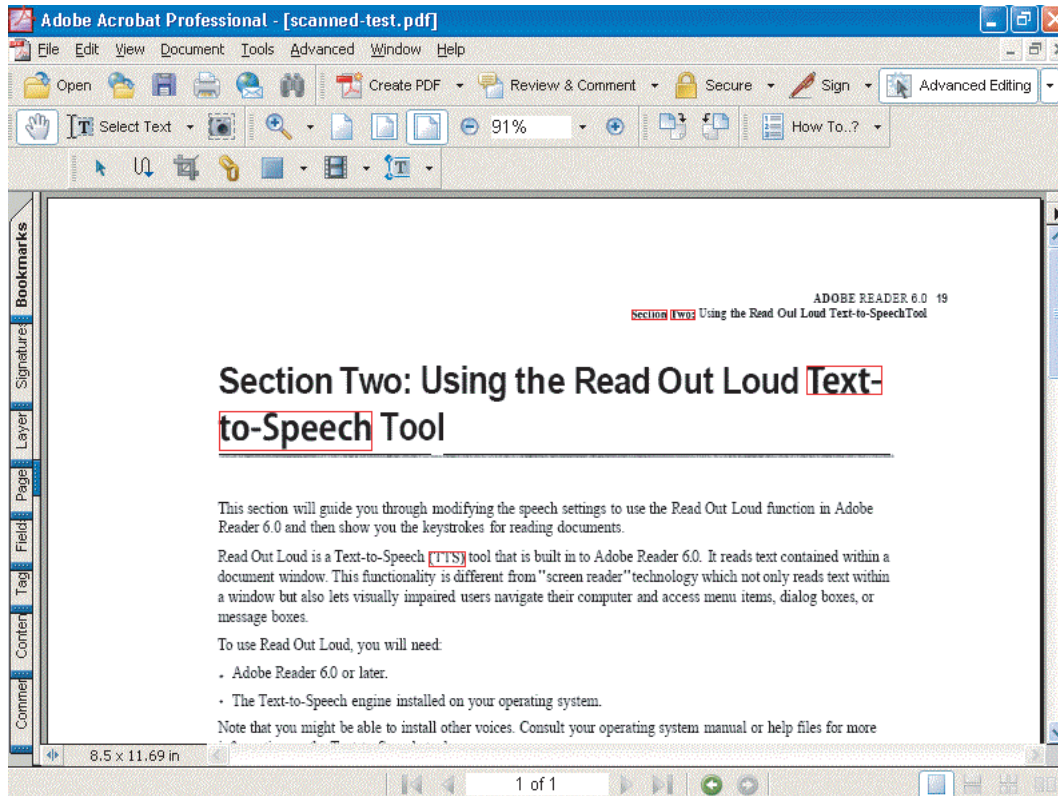 Adobe Acrobat Professional - [scanned-test.pdf]
File Edit View Document Tools Advanced Window Help
Open Create PDF Review & Comment Secure Sign Advanced Editing
Select Text 91% How To..?
Bookmarks
Signatures
Layer
Page
Field
Tag
Conten
Commer
ADOBE READER 6.0 19
Section Two: Using the Read Out Loud Text-to-SpeechTool
Section Two: Using the Read Out Loud Text-
to-Speech Tool
This section will guide you through modifying the speech settings to use the Read Out Loud function in Adobe
Reader 6.0 and then show you the keystrokes for reading documents.
Read Out Loud is a Text-to-Speech (TTS) tool that is built in to Adobe Reader 6.0. It reads text contained within a
document window. This functionality is different from "screen reader" technology which not only reads text within
a window but also lets visually impaired users navigate their computer and access menu items, dialog boxes, or
message boxes.
To use Read Out Loud, you will need:
• Adobe Reader 6.0 or later.
• The Text-to-Speech engine installed on your operating system.
Note that you might be able to install other voices. Consult your operating system manual or help files for more
8.5 x 11.69 in
1 of 1